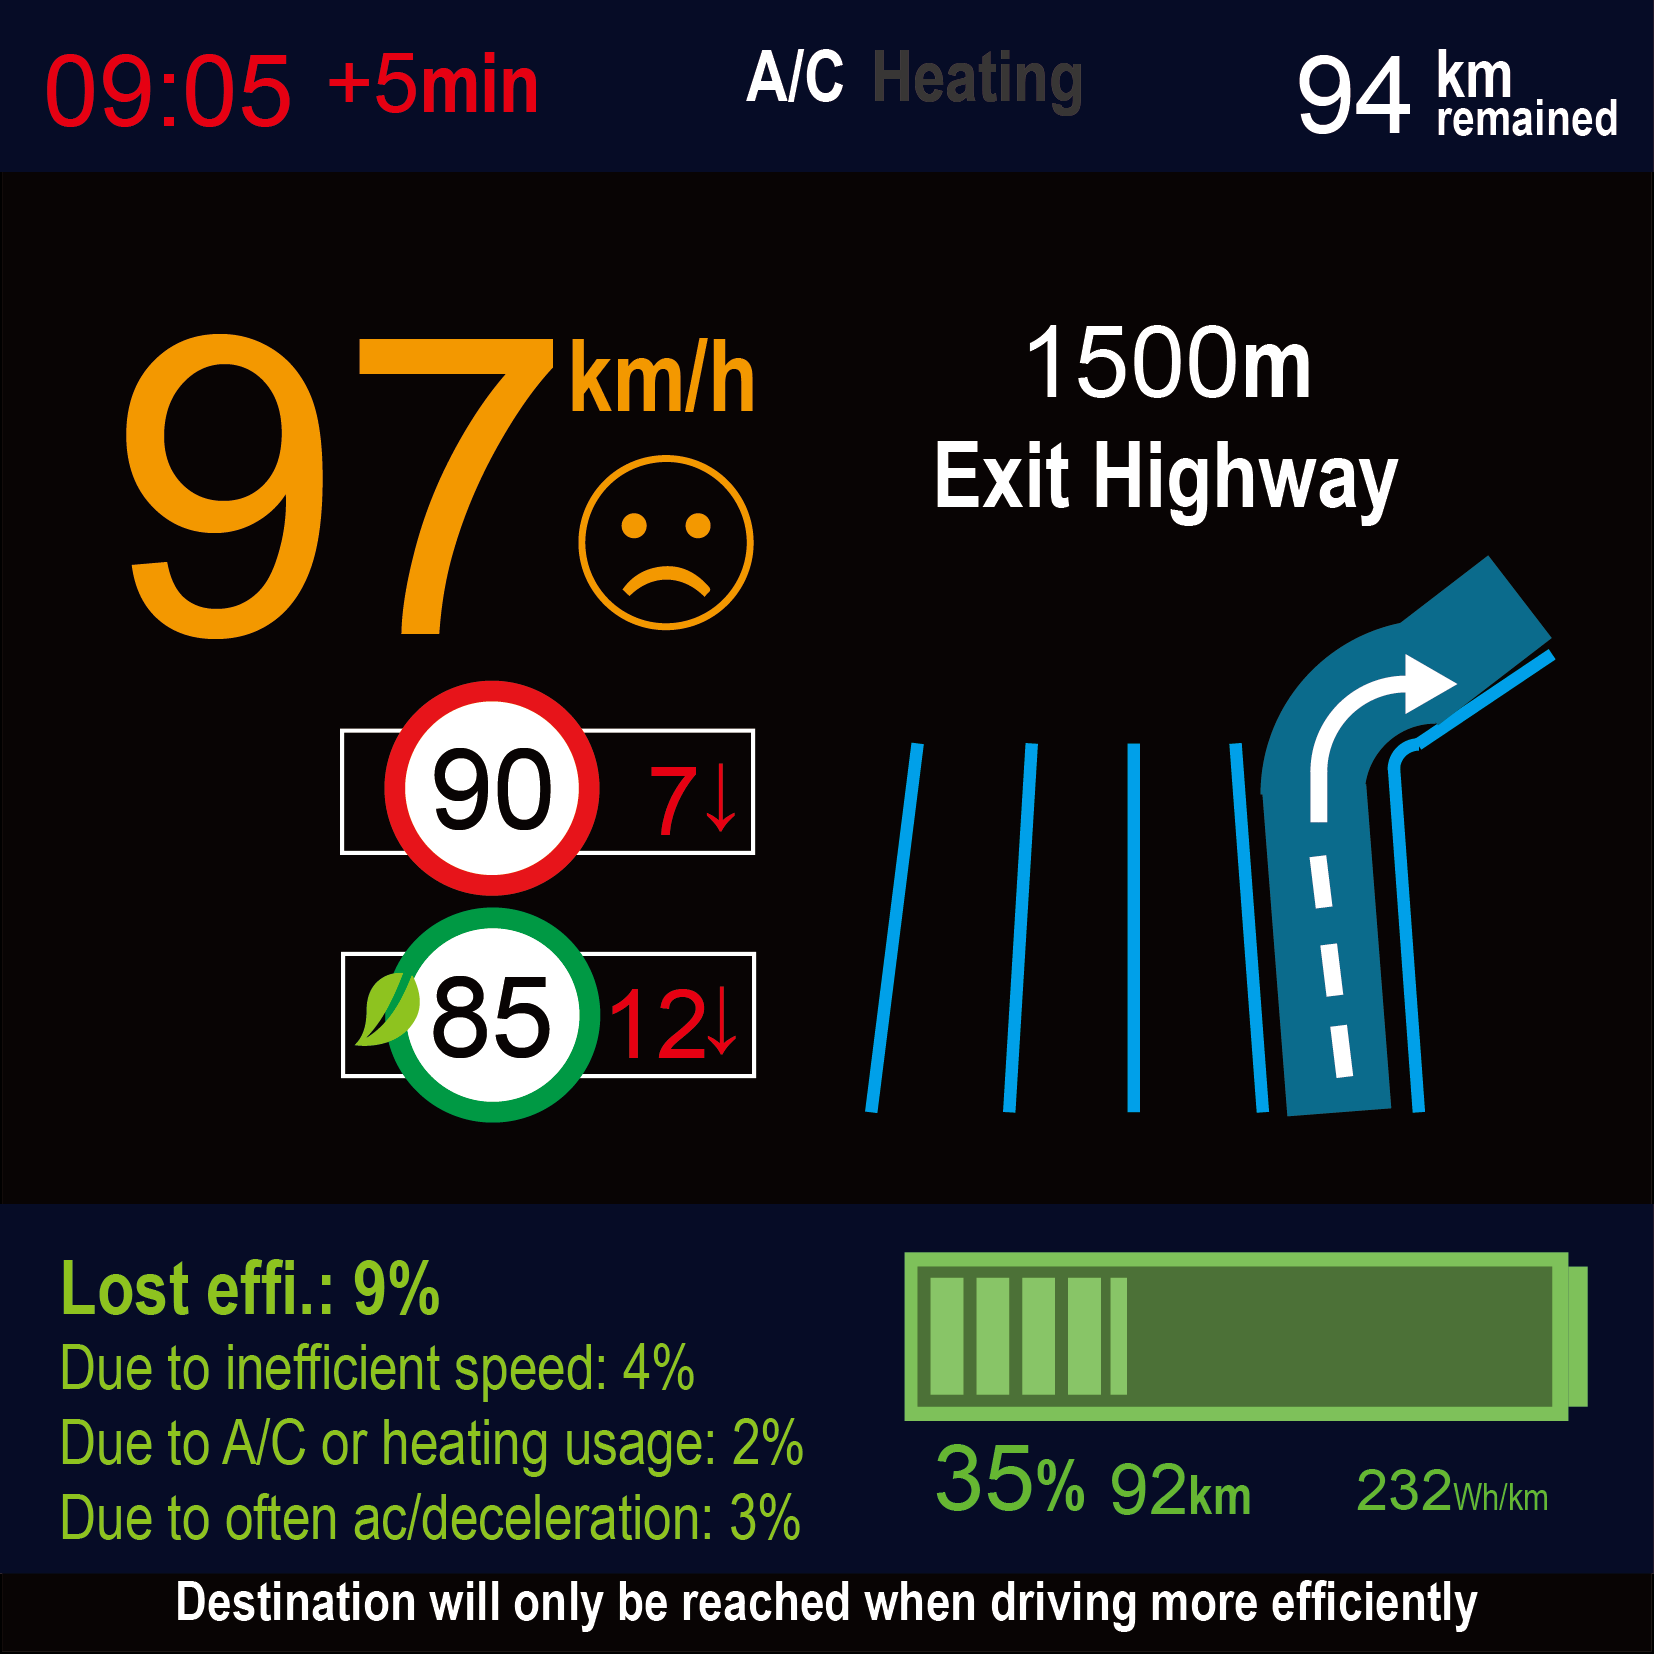 09:05 +5min
A/C Heating
94 km remained
97 km/h
1500m
Exit Highway
90 7↓
85 12↓
Lost effi.: 9%
Due to inefficient speed: 4%
Due to A/C or heating usage: 2%
Due to often ac/deceleration: 3%
35% 92km 232Wh/km
Destination will only be reached when driving more efficiently